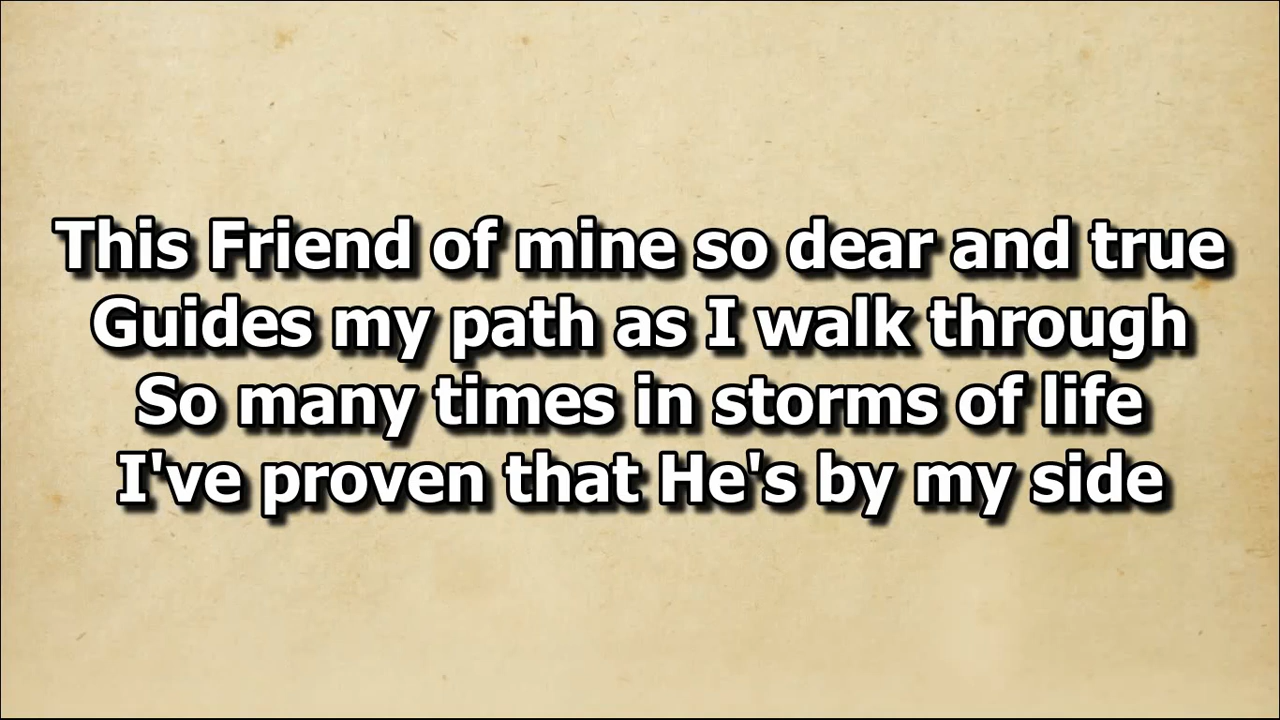 This Friend of mine so dear and true
Guides my path as I walk through
So many times in storms of life
I've proven that He's by my side